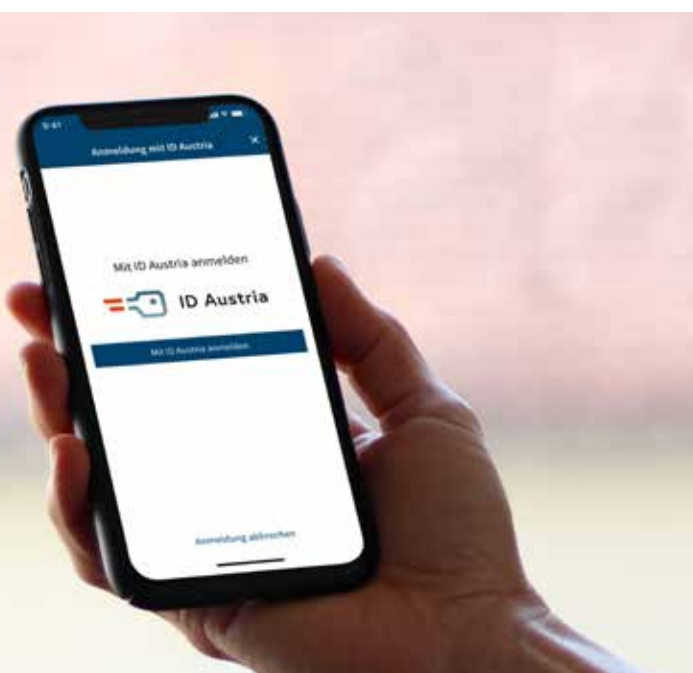 9:41
Anmeldung mit ID Austria
Mit ID Austria anmelden
ID Austria
Mit ID Austria anmelden
Anmeldung abbrechen